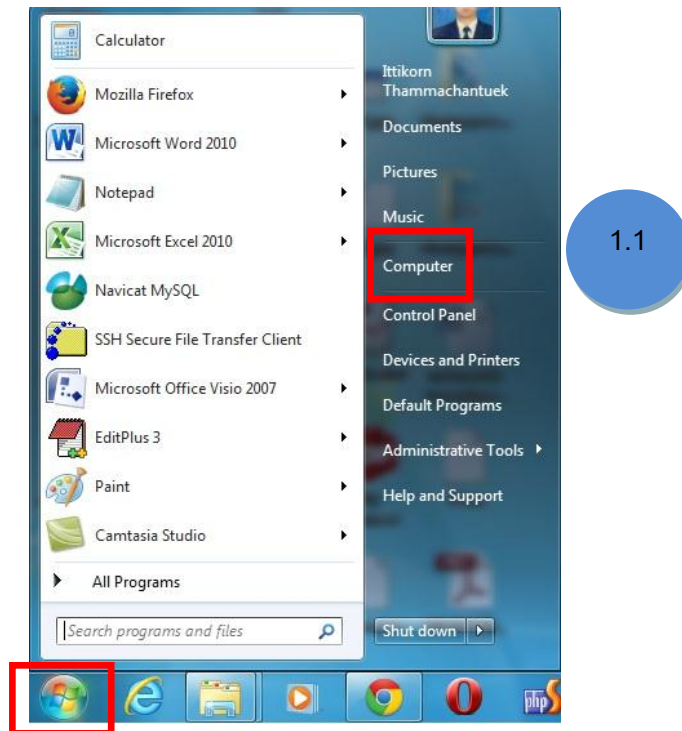 Calculator
Mozilla Firefox
Microsoft Word 2010
Notepad
Microsoft Excel 2010
Navicat MySQL
SSH Secure File Transfer Client
Microsoft Office Visio 2007
EditPlus 3
Paint
Camtasia Studio
All Programs
Search programs and files
Ittikorn
Thammachantuek
Documents
Pictures
Music
Computer
Control Panel
Devices and Printers
Default Programs
Administrative Tools
Help and Support
Shut down
1.1
php